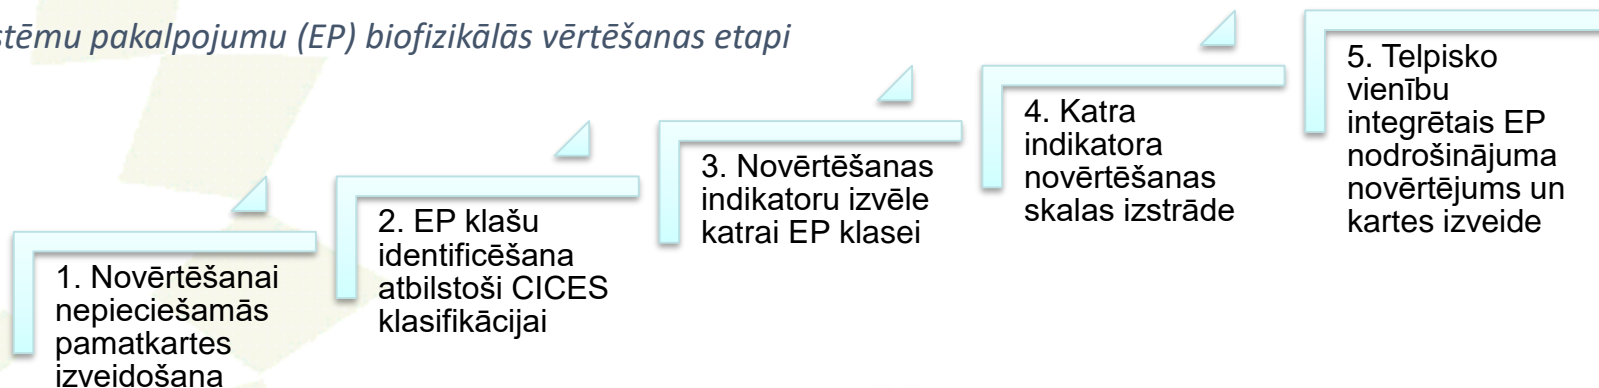 stēmu pakalpojumu (EP) biofizikālās vērtēšanas etapi
1. Novērtēšanai
nepieciešamās
pamatkartes
izveidošana
2. EP klašu
identificēšana
atbilstoši CICES
klasifikācijai
3. Novērtēšanas
indikatoru izvēle
katrai EP klasei
4. Katra
indikatora
novērtēšanas
skalas izstrāde
5. Telpisko
vienību
integrētais EP
nodrošinājuma
novērtējums un
kartes izveide